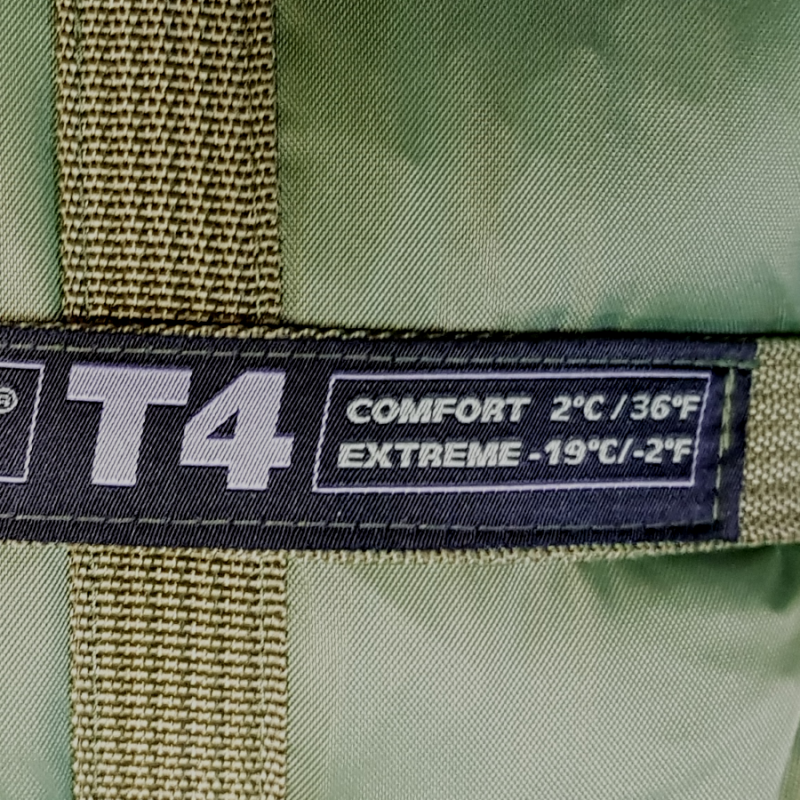 ® T4
COMFORT 2°C / 36°F
EXTREME -19°C/-2°F